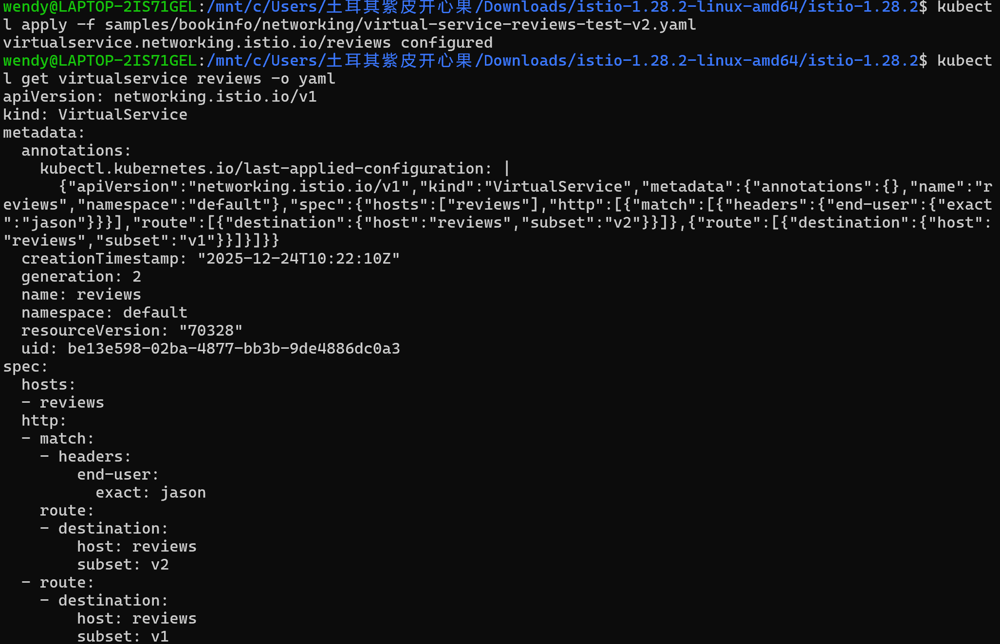 wendy@LAPTOP-2IS71GEL:/mnt/c/Users/土耳其紫皮开心果/Downloads/istio-1.28.2-linux-amd64/istio-1.28.2$ kubect
l apply -f samples/bookinfo/networking/virtual-service-reviews-test-v2.yaml
virtualservice.networking.istio.io/reviews configured
wendy@LAPTOP-2IS71GEL:/mnt/c/Users/土耳其紫皮开心果/Downloads/istio-1.28.2-linux-amd64/istio-1.28.2$ kubect
l get virtualservice reviews -o yaml
apiVersion: networking.istio.io/v1
kind: VirtualService
metadata:
  annotations:
    kubectl.kubernetes.io/last-applied-configuration: |
      {"apiVersion":"networking.istio.io/v1","kind":"VirtualService","metadata":{"annotations":{},"name":"r
eviews","namespace":"default"},"spec":{"hosts":["reviews"],"http":[{"match":[{"headers":{"end-user":{"exact
":"jason"}}}],"route":[{"destination":{"host":"reviews","subset":"v2"}}]},{"route":[{"destination":{"host":
"reviews","subset":"v1"}}]}]}}
  creationTimestamp: "2025-12-24T10:22:10Z"
  generation: 2
  name: reviews
  namespace: default
  resourceVersion: "70328"
  uid: be13e598-02ba-4877-bb3b-9de4886dc0a3
spec:
  hosts:
  - reviews
  http:
  - match:
    - headers:
        end-user:
          exact: jason
    route:
    - destination:
        host: reviews
        subset: v2
  - route:
    - destination:
        host: reviews
        subset: v1